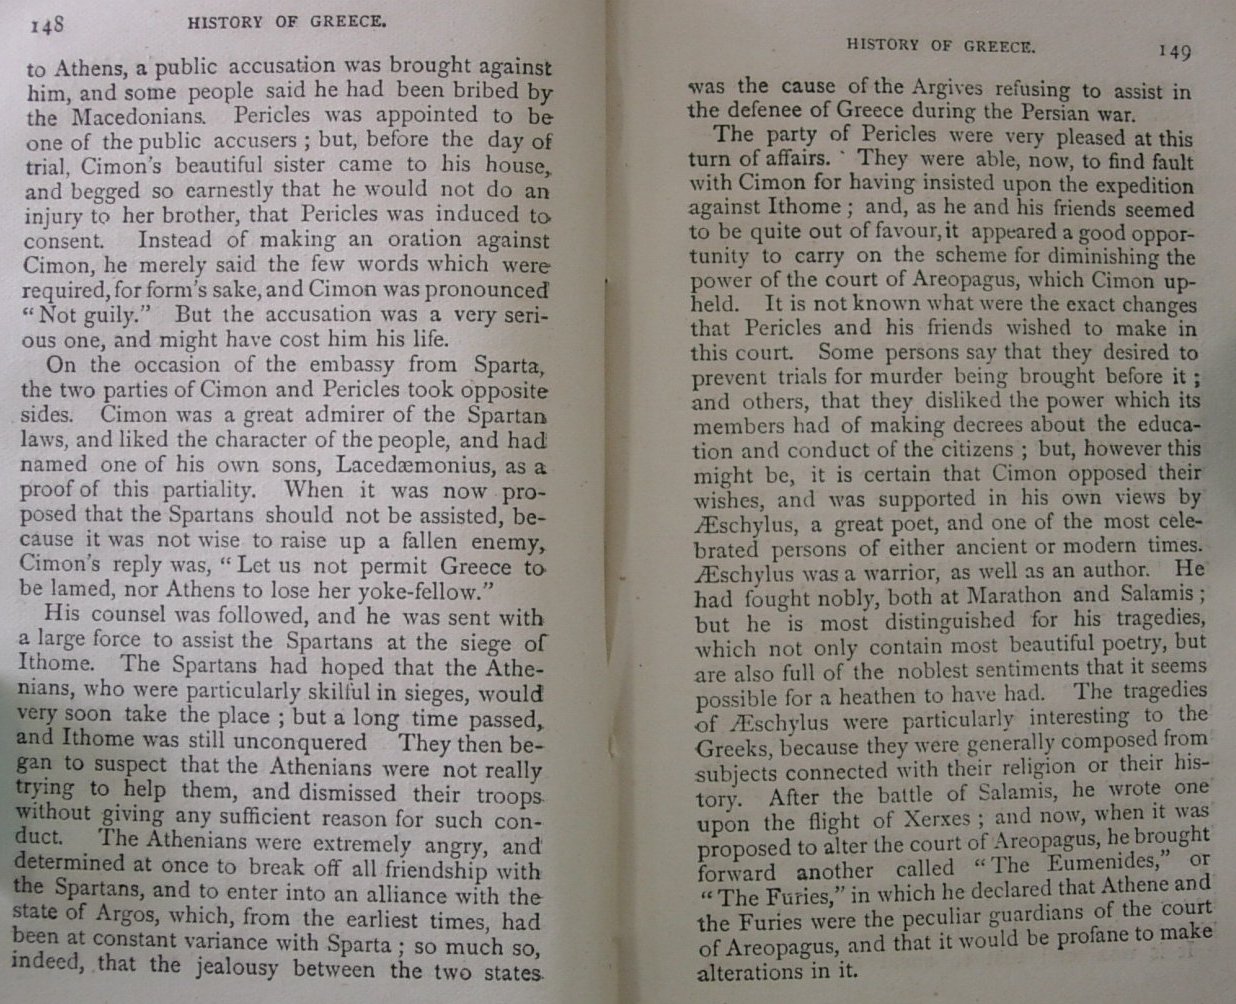 148
HISTORY OF GREECE.
to Athens, a public accusation was brought against
him, and some people said he had been bribed by
the Macedonians. Pericles was appointed to be
one of the public accusers ; but, before the day of
trial, Cimon's beautiful sister came to his house,
and begged so earnestly that he would not do an
injury to her brother, that Pericles was induced to
consent. Instead of making an oration against
Cimon, he merely said the few words which were
required, for form's sake, and Cimon was pronounced
“Not guily.” But the accusation was a very seri-
ous one, and might have cost him his life.
On the occasion of the embassy from Sparta,
the two parties of Cimon and Pericles took opposite
sides. Cimon was a great admirer of the Spartan
laws, and liked the character of the people, and had
named one of his own sons, Lacedæmonius, as a
proof of this partiality. When it was now pro-
posed that the Spartans should not be assisted, be-
cause it was not wise to raise up a fallen enemy,
Cimon's reply was, “Let us not permit Greece to
be lamed, nor Athens to lose her yoke-fellow.”
His counsel was followed, and he was sent with
a large force to assist the Spartans at the siege of
Ithome. The Spartans had hoped that the Athe-
nians, who were particularly skilful in sieges, would
very soon take the place ; but a long time passed,
and Ithome was still unconquered They then be-
gan to suspect that the Athenians were not really
trying to help them, and dismissed their troops
without giving any sufficient reason for such con-
duct. The Athenians were extremely angry, and
determined at once to break off all friendship with
the Spartans, and to enter into an alliance with the
state of Argos, which, from the earliest times, had
been at constant variance with Sparta ; so much so,
indeed, that the jealousy between the two states
HISTORY OF GREECE.
149
was the cause of the Argives refusing to assist in
the defenee of Greece during the Persian war.
The party of Pericles were very pleased at this
turn of affairs. They were able, now, to find fault
with Cimon for having insisted upon the expedition
against Ithome ; and, as he and his friends seemed
to be quite out of favour, it appeared a good oppor-
tunity to carry on the scheme for diminishing the
power of the court of Areopagus, which Cimon up-
held. It is not known what were the exact changes
that Pericles and his friends wished to make in
this court. Some persons say that they desired to
prevent trials for murder being brought before it ;
and others, that they disliked the power which its
members had of making decrees about the educa-
tion and conduct of the citizens ; but, however this
might be, it is certain that Cimon opposed their
wishes, and was supported in his own views by
Æschylus, a great poet, and one of the most cele-
brated persons of either ancient or modern times.
Æschylus was a warrior, as well as an author. He
had fought nobly, both at Marathon and Salamis ;
but he is most distinguished for his tragedies,
which not only contain most beautiful poetry, but
are also full of the noblest sentiments that it seems
possible for a heathen to have had. The tragedies
of Æschylus were particularly interesting to the
Greeks, because they were generally composed from
subjects connected with their religion or their his-
tory. After the battle of Salamis, he wrote one
upon the flight of Xerxes ; and now, when it was
proposed to alter the court of Areopagus, he brought
forward another called “The Eumenides,” or
“The Furies,” in which he declared that Athene and
the Furies were the peculiar guardians of the court
of Areopagus, and that it would be profane to make
alterations in it.